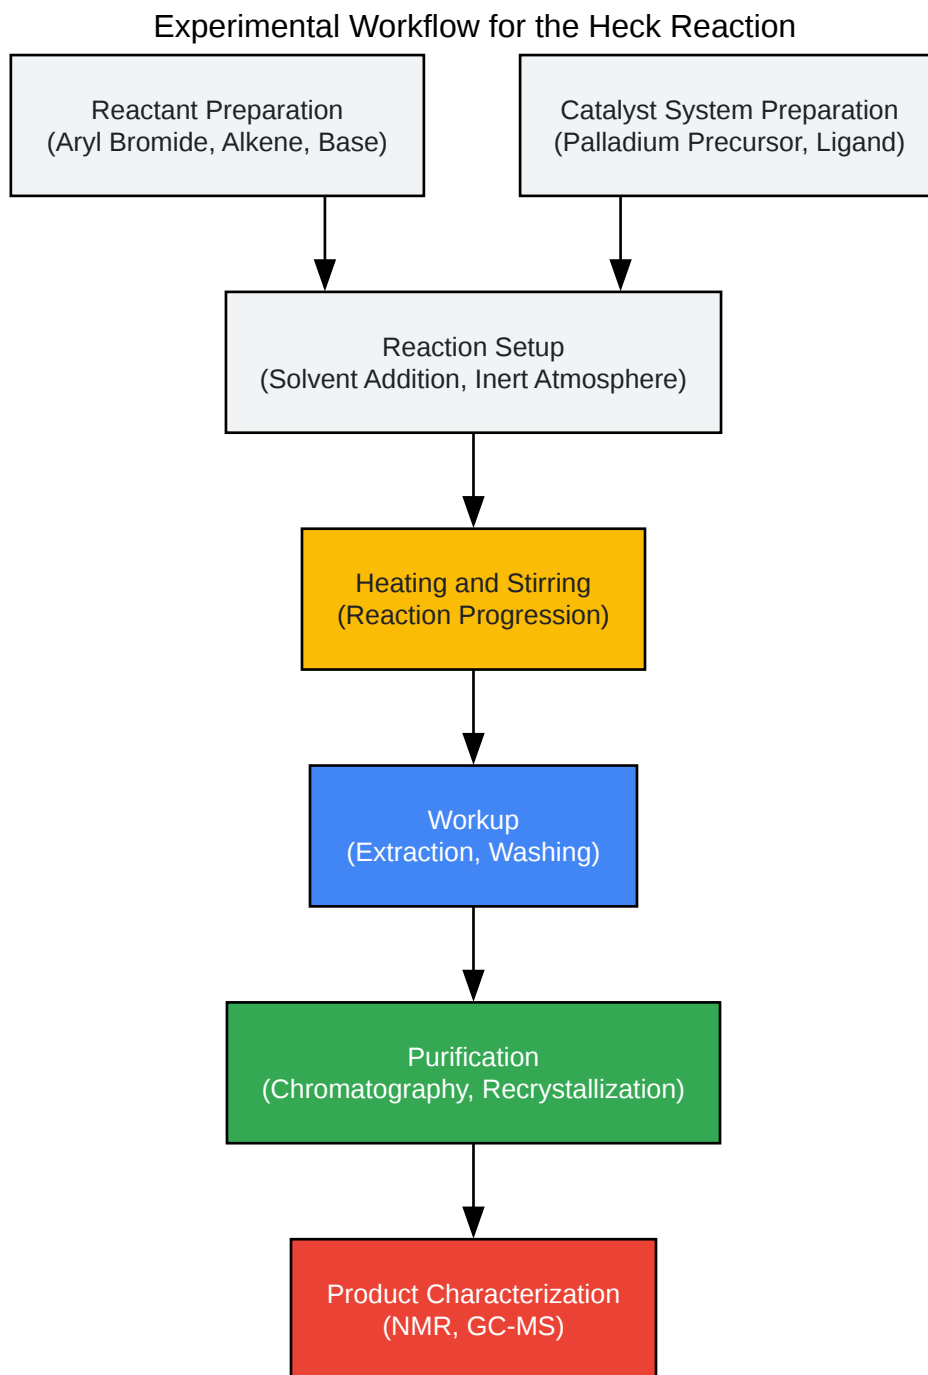 Experimental Workflow for the Heck Reaction
Reactant Preparation
(Aryl Bromide, Alkene, Base)
Catalyst System Preparation
(Palladium Precursor, Ligand)
Reaction Setup
(Solvent Addition, Inert Atmosphere)
Heating and Stirring
(Reaction Progression)
Workup
(Extraction, Washing)
Purification
(Chromatography, Recrystallization)
Product Characterization
(NMR, GC-MS)